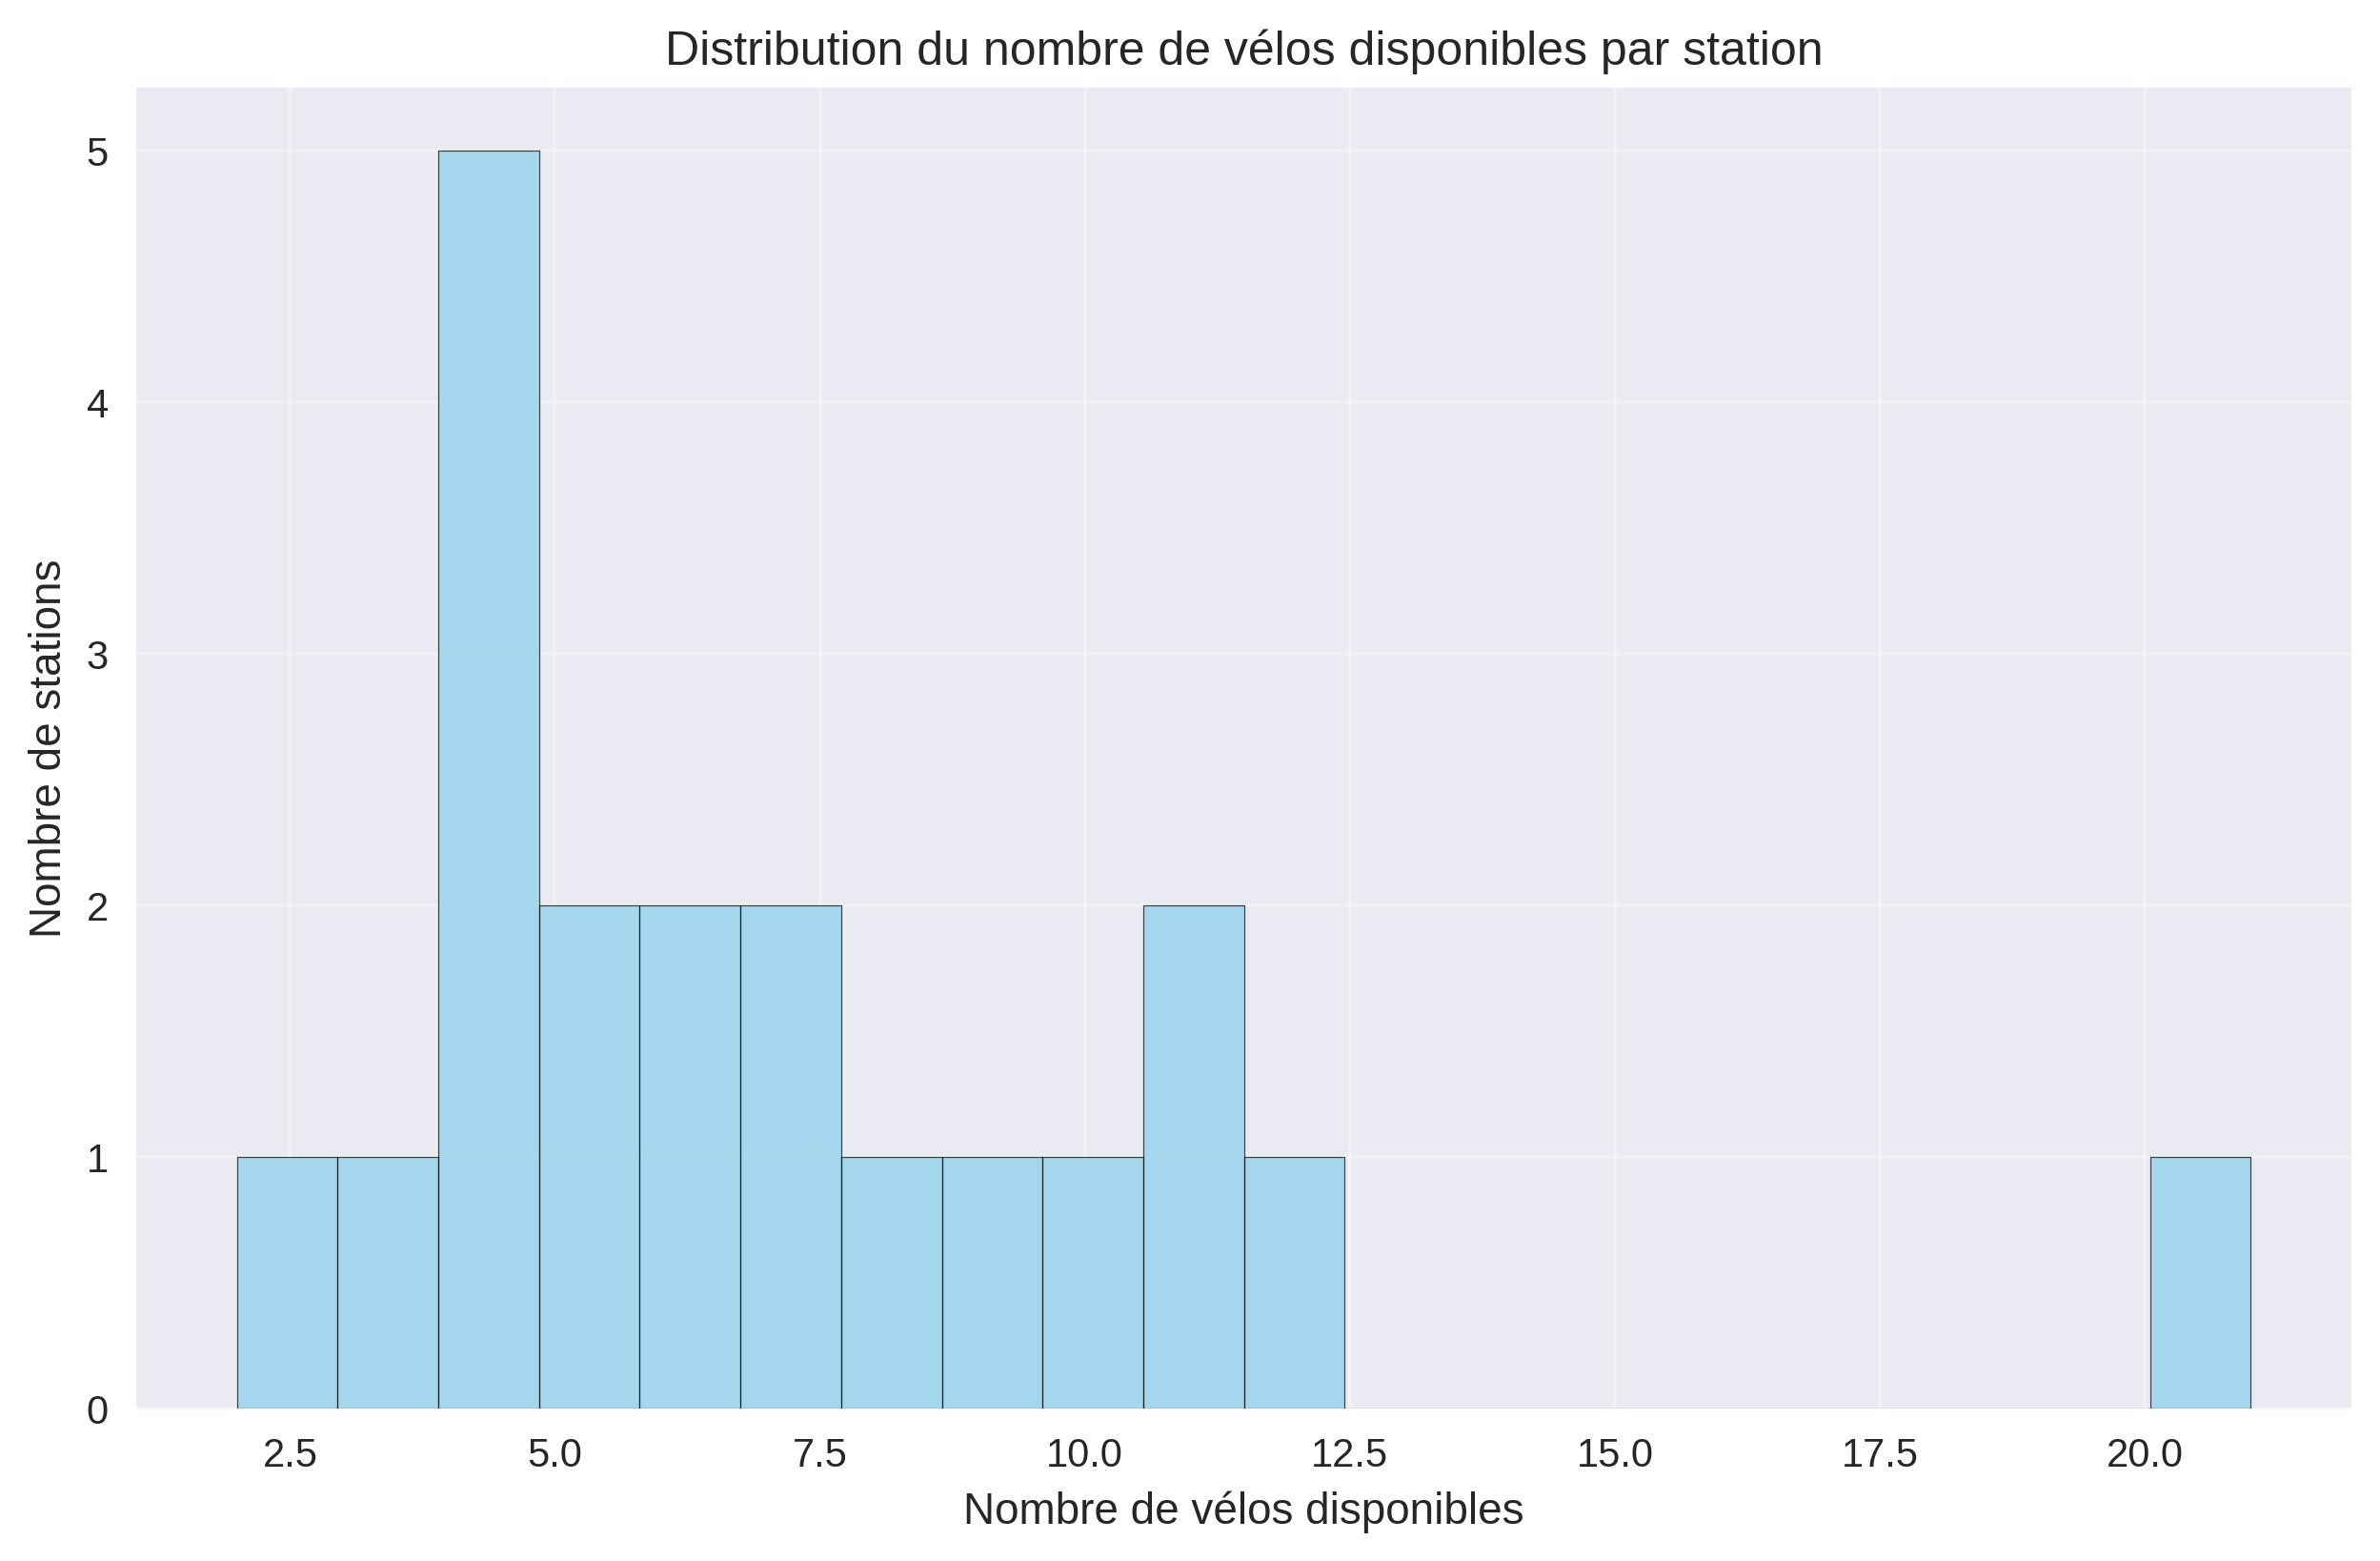 Distribution du nombre de vélos disponibles par station
Nombre de stations
5
4
3
2
1
0
2.5 5.0 7.5 10.0 12.5 15.0 17.5 20.0
Nombre de vélos disponibles